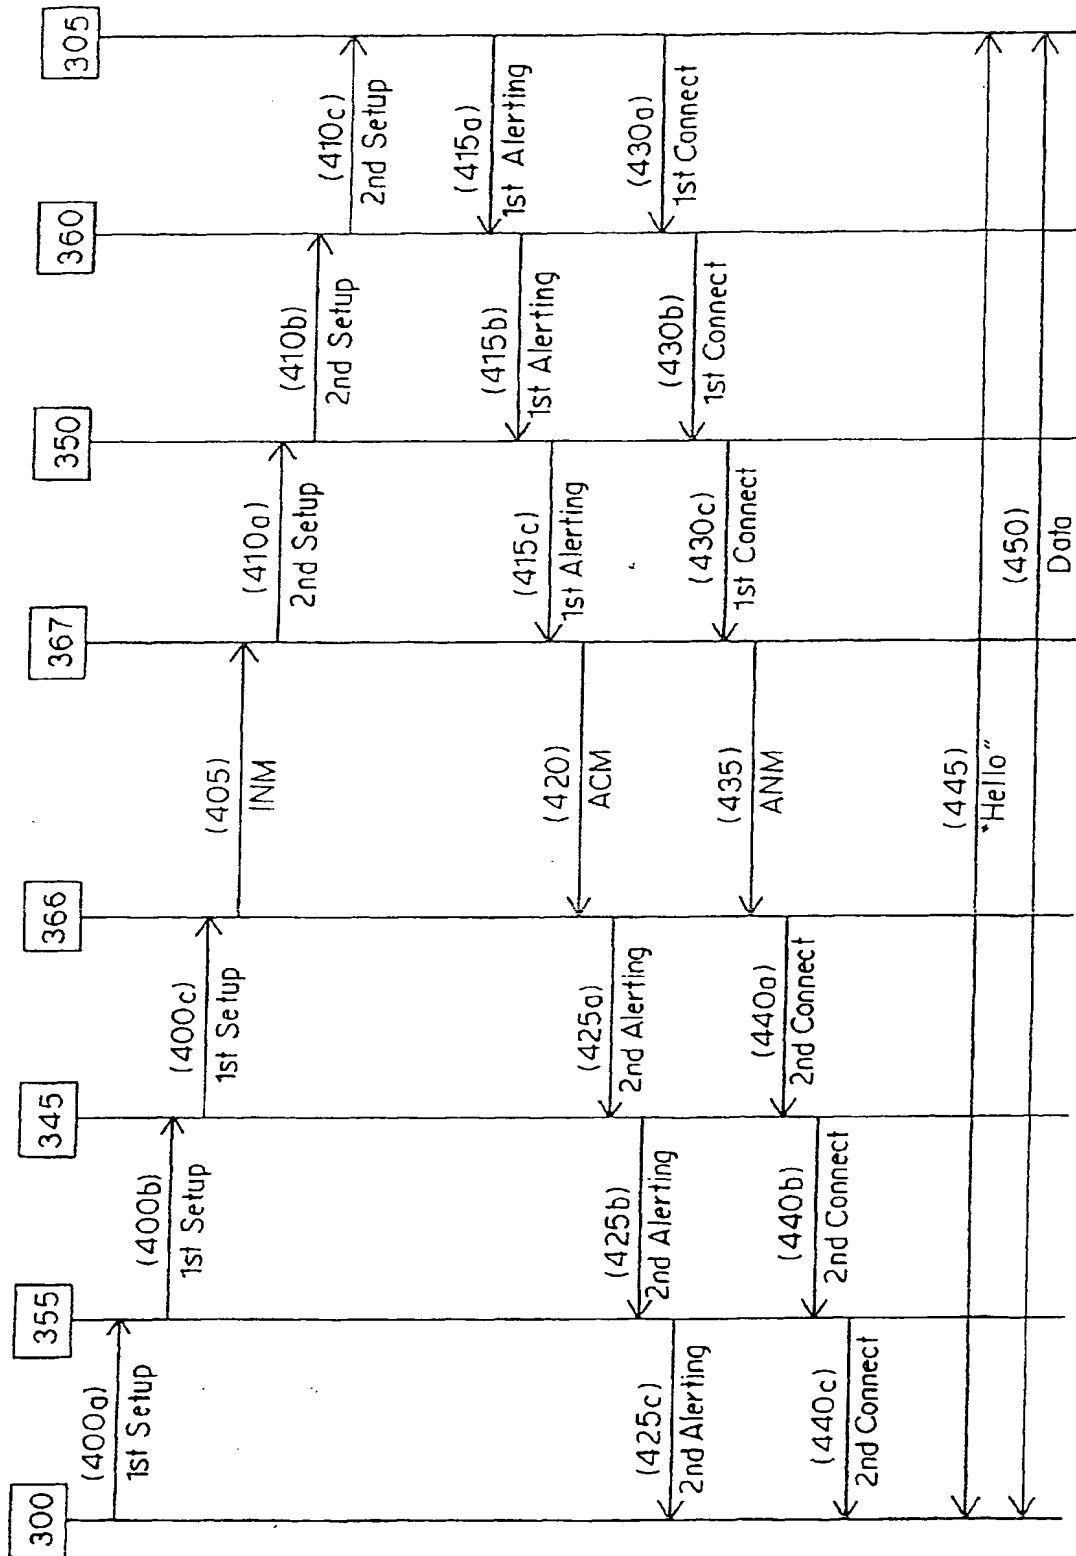 300
355
345
366
367
350
360
305
(400a)
1st Setup
(400b)
1st Setup
(400c)
1st Setup
(405)
INM
(410a)
2nd Setup
(410b)
2nd Setup
(410c)
2nd Setup
(415a)
1st Alerting
(415b)
1st Alerting
(415c)
1st Alerting
(420)
ACM
(425a)
2nd Alerting
(425b)
2nd Alerting
(425c)
2nd Alerting
(430a)
1st Connect
(430b)
1st Connect
(430c)
1st Connect
(435)
ANM
(440a)
2nd Connect
(440b)
2nd Connect
(440c)
2nd Connect
(445)
"Hello"
(450)
Data